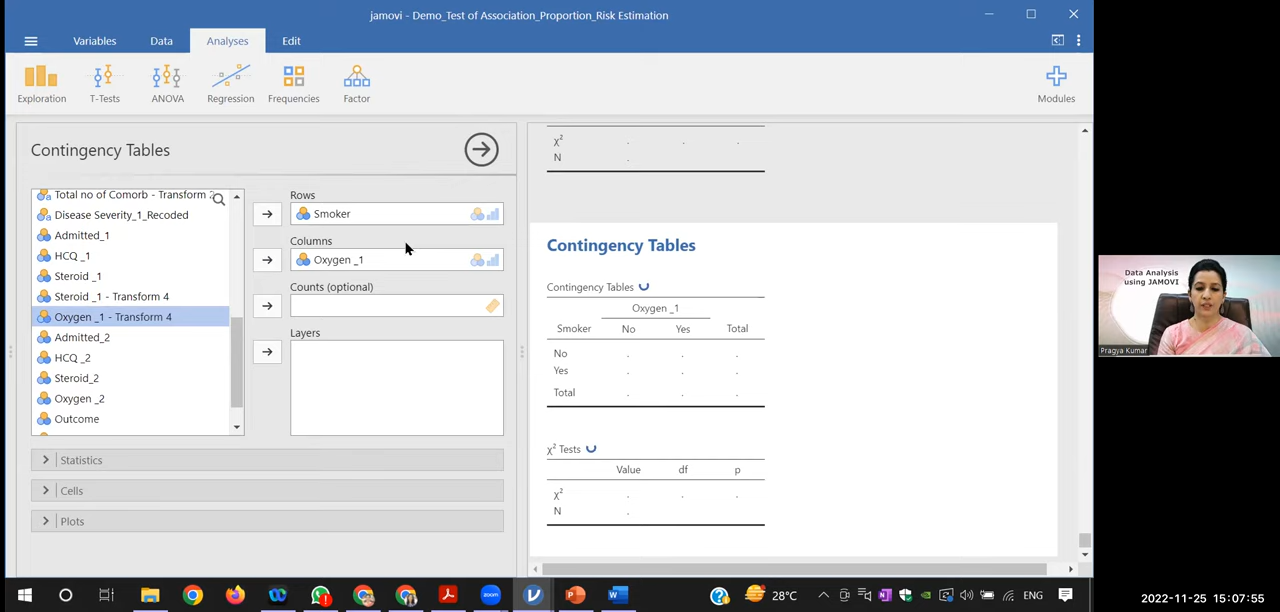 jamovi - Demo_Test of Association_Proportion_Risk Estimation
Variables Data Analyses Edit
Exploration T-Tests ANOVA Regression Frequencies Factor Modules
Contingency Tables
Total no of Comorb - Transform 2
Disease Severity_1_Recoded
Admitted_1
HCQ _1
Steroid _1
Steroid _1 - Transform 4
Oxygen _1 - Transform 4
Admitted_2
HCQ _2
Steroid_2
Oxygen _2
Outcome
Rows
Smoker
Columns
Oxygen _1
Counts (optional)
Layers
Statistics
Cells
Plots
χ² . . .
N .
Contingency Tables
Contingency Tables
Oxygen _1
Smoker No Yes Total
No . . .
Yes . . .
Total . . .
χ² Tests
Value df p
χ² . . .
N .
Data Analysis
using JAMOVI
Pragya Kumar
28°C
ENG
2022-11-25 15:07:55